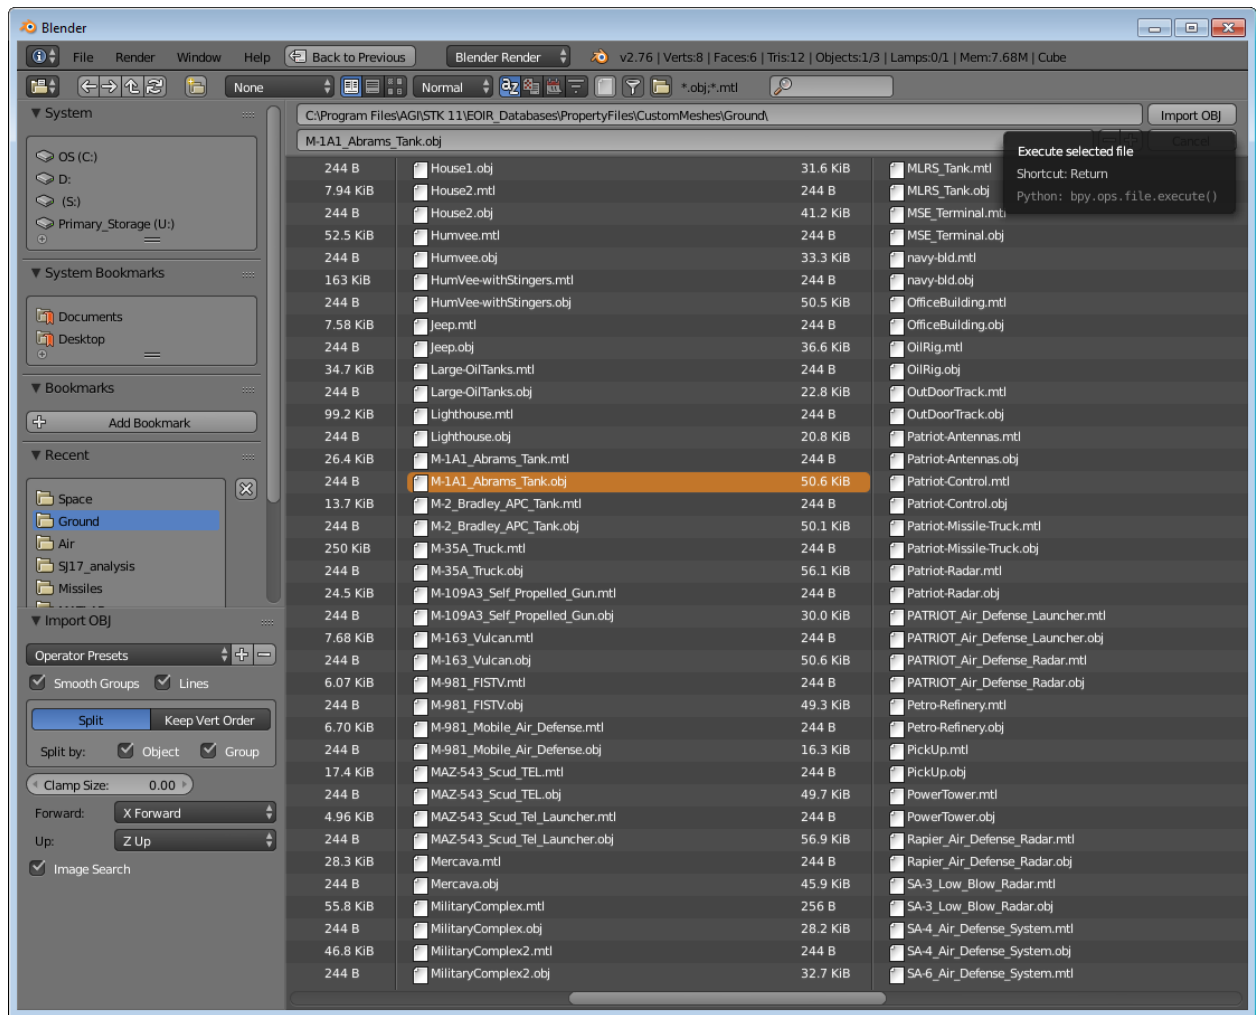 Blender
File Render Window Help Back to Previous Blender Render v2.76 | Verts:8 | Faces:6 | Tris:12 | Objects:1/3 | Lamps:0/1 | Mem:7.68M | Cube
None Normal *.obj;*.mtl
System
OS (C:)
D:
(S:)
Primary_Storage (U:)
System Bookmarks
Documents
Desktop
Bookmarks
Add Bookmark
Recent
Space
Ground
Air
SJ17_analysis
Missiles
Import OBJ
Operator Presets
Smooth Groups Lines
Split Keep Vert Order
Split by: Object Group
Clamp Size: 0.00
Forward: X Forward
Up: Z Up
Image Search
C:\Program Files\AGI\STK 11\EOIR_Databases\PropertyFiles\CustomMeshes\Ground\ Import OBJ
M-1A1_Abrams_Tank.obj Cancel
Execute selected file
Shortcut: Return
Python: bpy.ops.file.execute()
244 B House1.obj 31.6 KiB MLRS_Tank.mtl
7.94 KiB House2.mtl 244 B MLRS_Tank.obj
244 B House2.obj 41.2 KiB MSE_Terminal.mtl
52.5 KiB Humvee.mtl 244 B MSE_Terminal.obj
244 B Humvee.obj 33.3 KiB navy-bld.mtl
163 KiB HumVee-withStingers.mtl 244 B navy-bld.obj
244 B HumVee-withStingers.obj 50.5 KiB OfficeBuilding.mtl
7.58 KiB Jeep.mtl 244 B OfficeBuilding.obj
244 B Jeep.obj 36.6 KiB OilRig.mtl
34.7 KiB Large-OilTanks.mtl 244 B OilRig.obj
244 B Large-OilTanks.obj 22.8 KiB OutDoorTrack.mtl
99.2 KiB Lighthouse.mtl 244 B OutDoorTrack.obj
244 B Lighthouse.obj 20.8 KiB Patriot-Antennas.mtl
26.4 KiB M-1A1_Abrams_Tank.mtl 244 B Patriot-Antennas.obj
244 B M-1A1_Abrams_Tank.obj 50.6 KiB Patriot-Control.mtl
13.7 KiB M-2_Bradley_APC_Tank.mtl 244 B Patriot-Control.obj
244 B M-2_Bradley_APC_Tank.obj 50.1 KiB Patriot-Missile-Truck.mtl
250 KiB M-35A_Truck.mtl 244 B Patriot-Missile-Truck.obj
244 B M-35A_Truck.obj 56.1 KiB Patriot-Radar.mtl
24.5 KiB M-109A3_Self_Propelled_Gun.mtl 244 B Patriot-Radar.obj
244 B M-109A3_Self_Propelled_Gun.obj 30.0 KiB PATRIOT_Air_Defense_Launcher.mtl
7.68 KiB M-163_Vulcan.mtl 244 B PATRIOT_Air_Defense_Launcher.obj
244 B M-163_Vulcan.obj 50.6 KiB PATRIOT_Air_Defense_Radar.mtl
6.07 KiB M-981_FISTV.mtl 244 B PATRIOT_Air_Defense_Radar.obj
244 B M-981_FISTV.obj 49.3 KiB Petro-Refinery.mtl
6.70 KiB M-981_Mobile_Air_Defense.mtl 244 B Petro-Refinery.obj
244 B M-981_Mobile_Air_Defense.obj 16.3 KiB PickUp.mtl
17.4 KiB MAZ-543_Scud_TEL.mtl 244 B PickUp.obj
244 B MAZ-543_Scud_TEL.obj 49.7 KiB PowerTower.mtl
4.96 KiB MAZ-543_Scud_Tel_Launcher.mtl 244 B PowerTower.obj
244 B MAZ-543_Scud_Tel_Launcher.obj 56.9 KiB Rapier_Air_Defense_Radar.mtl
28.3 KiB Mercava.mtl 244 B Rapier_Air_Defense_Radar.obj
244 B Mercava.obj 45.9 KiB SA-3_Low_Blow_Radar.mtl
55.8 KiB MilitaryComplex.mtl 256 B SA-3_Low_Blow_Radar.obj
244 B MilitaryComplex.obj 28.2 KiB SA-4_Air_Defense_System.mtl
46.8 KiB MilitaryComplex2.mtl 244 B SA-4_Air_Defense_System.obj
244 B MilitaryComplex2.obj 32.7 KiB SA-6_Air_Defense_System.mtl